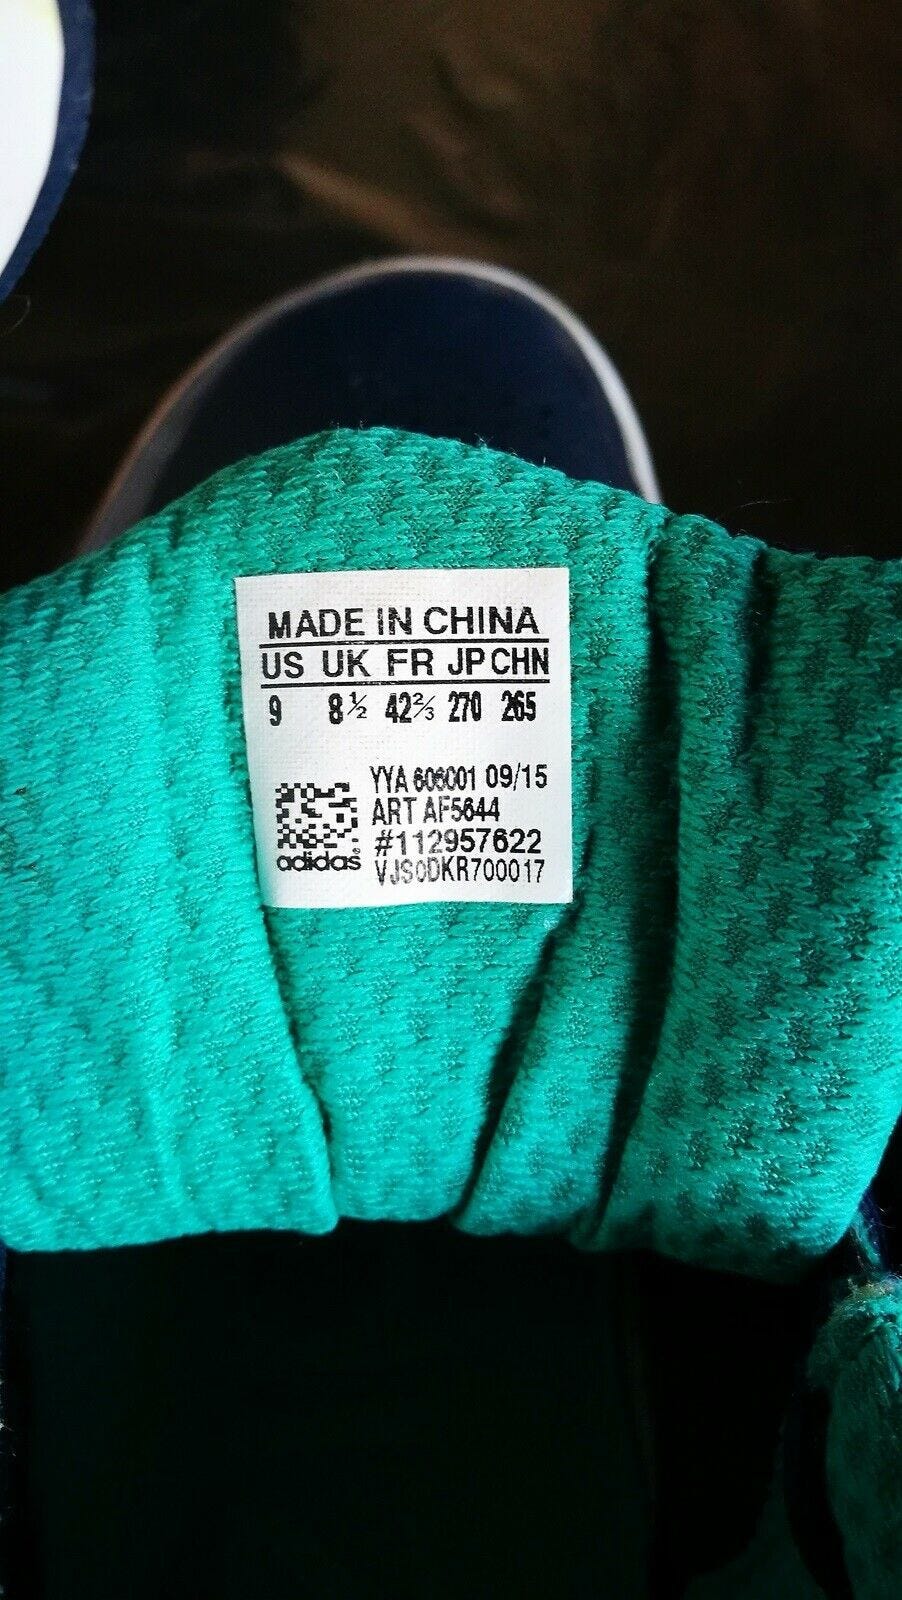 MADE IN CHINA
US UK FR JP CHN
9 8½ 42⅔ 270 265
YYA 606001 09/15
ART AF5644
#112957622
VJS0DKR700017
adidas®